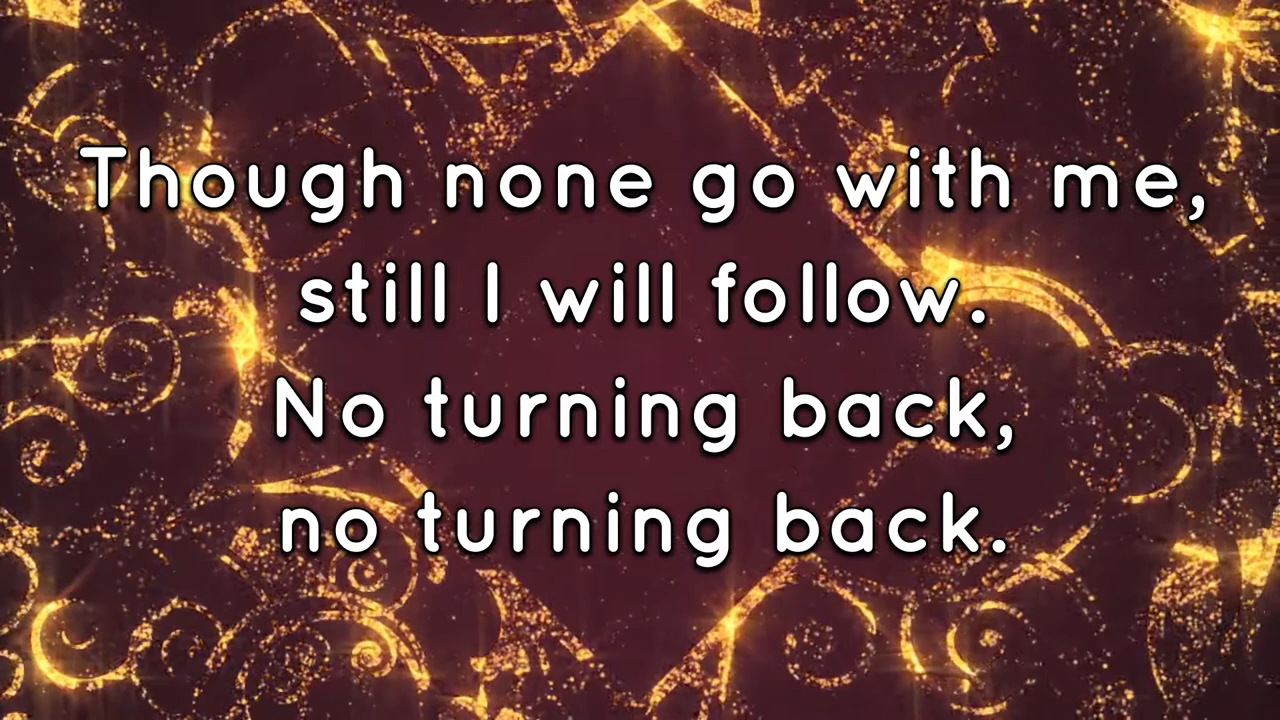 Though none go with me,
still I will follow.
No turning back,
no turning back.